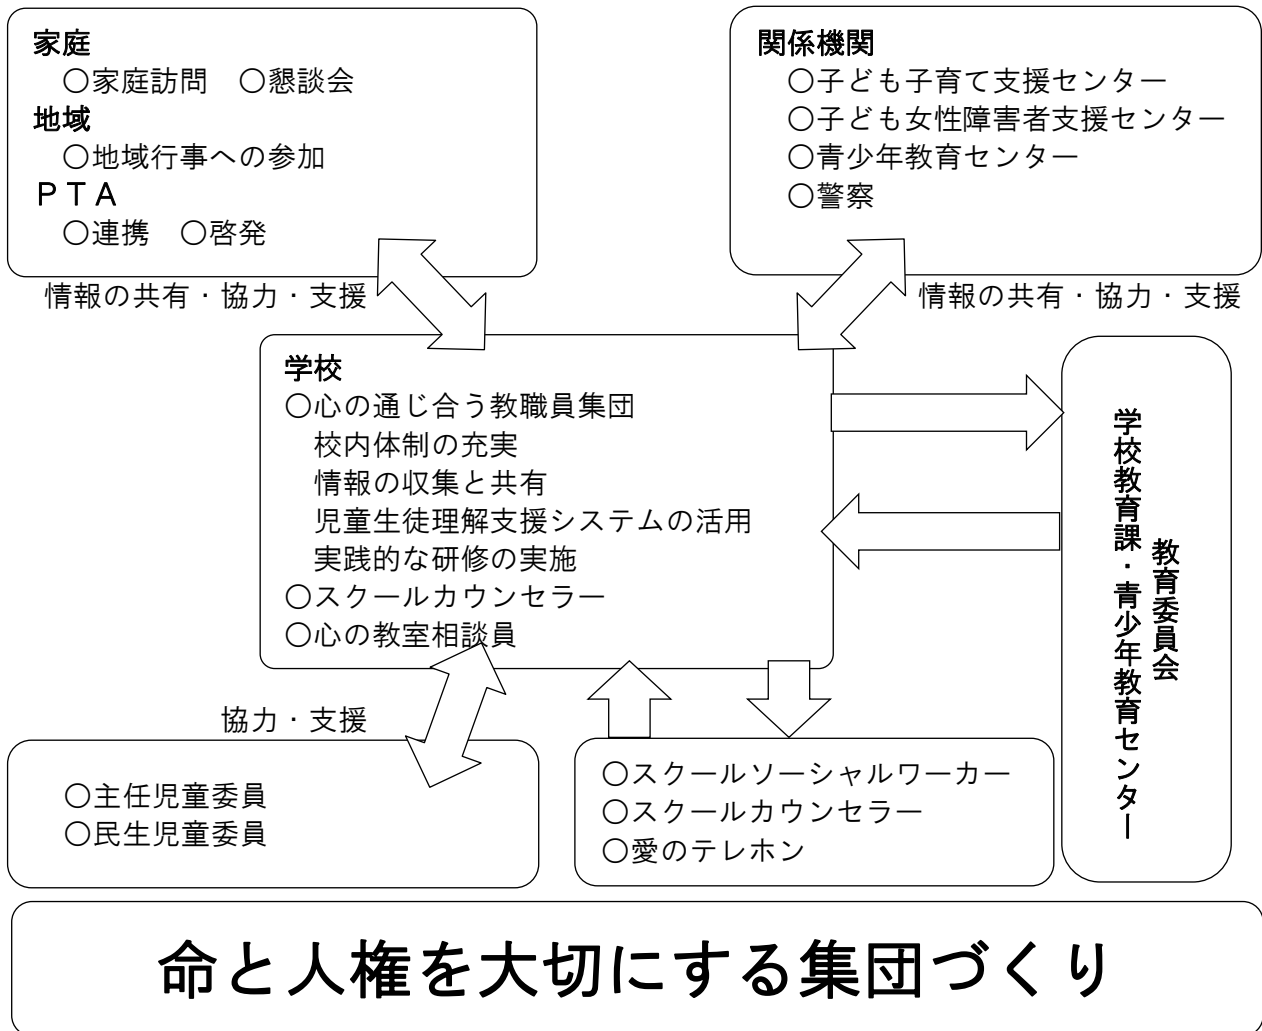 家庭
○家庭訪問　○懇談会
地域
○地域行事への参加
ＰＴＡ
○連携　○啓発
情報の共有・協力・支援
関係機関
○子ども子育て支援センター
○子ども女性障害者支援センター
○青少年教育センター
○警察
情報の共有・協力・支援
学校
○心の通じ合う教職員集団
校内体制の充実
情報の収集と共有
児童生徒理解支援システムの活用
実践的な研修の実施
○スクールカウンセラー
○心の教室相談員
教育委員会
学校教育課・青少年教育センター
協力・支援
○主任児童委員
○民生児童委員
○スクールソーシャルワーカー
○スクールカウンセラー
○愛のテレホン
命と人権を大切にする集団づくり